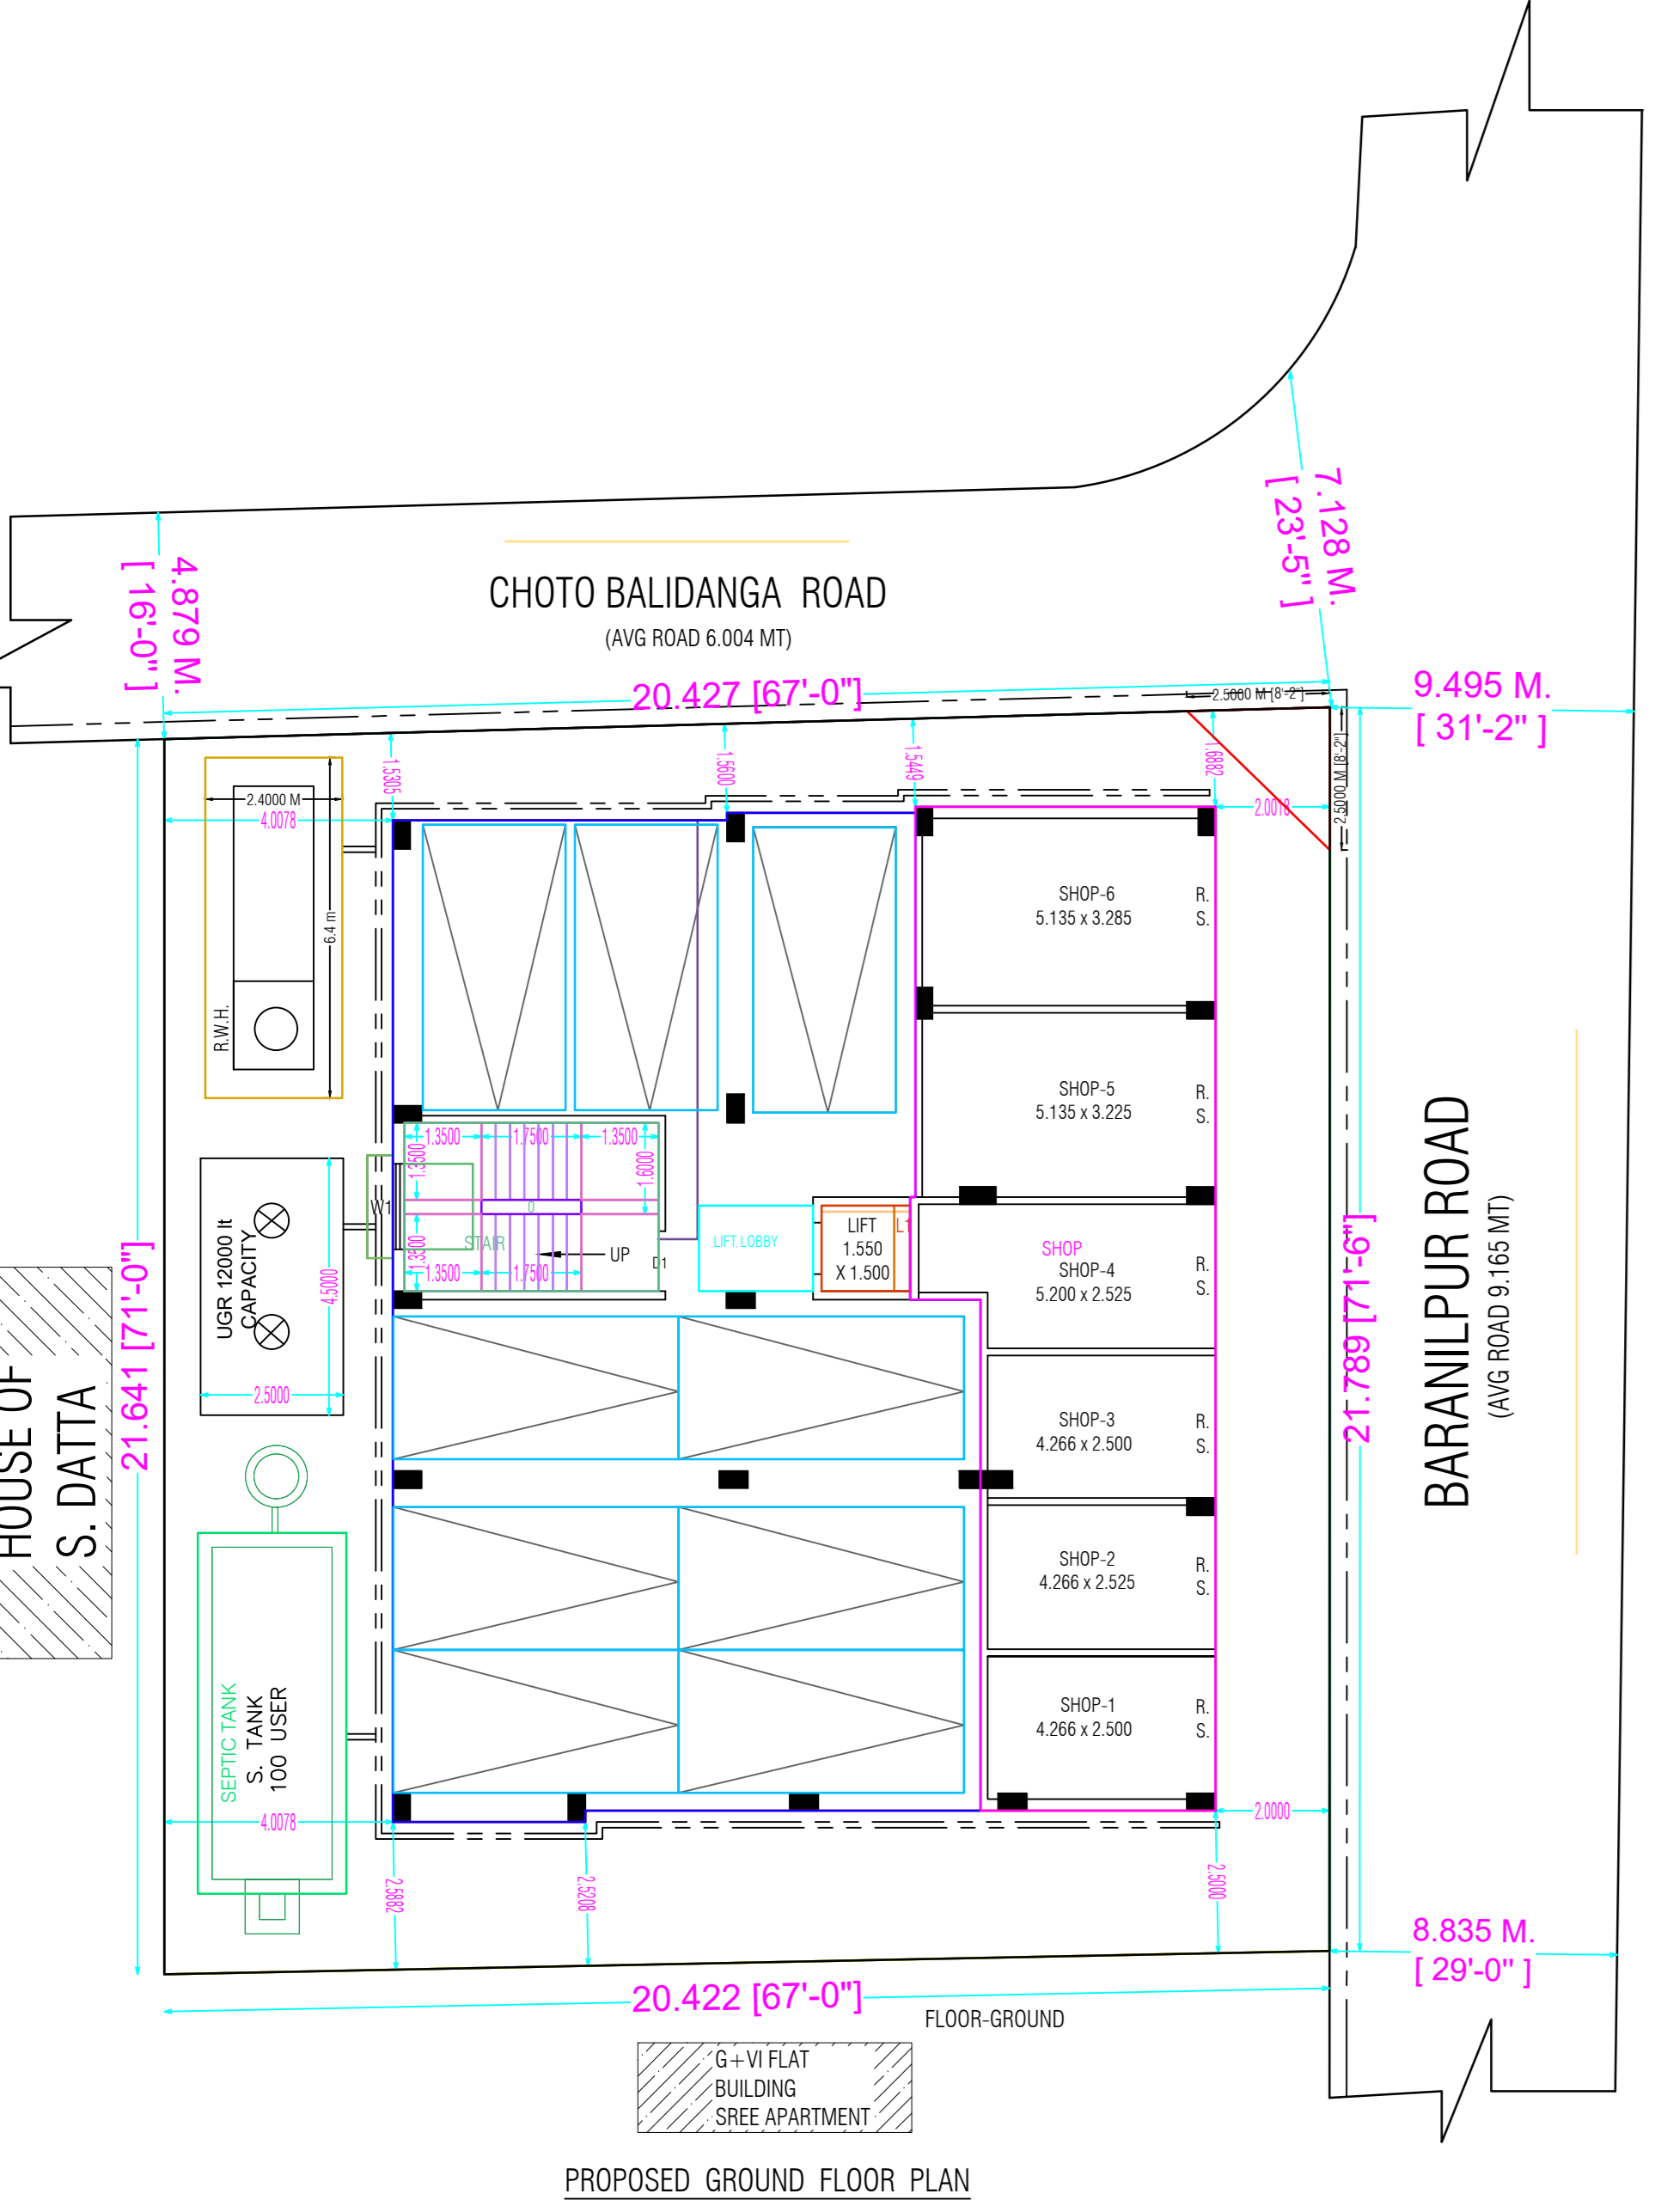 7.128 M.
[ 23'-5" ]
4.879 M.
[ 16'-0" ]
CHOTO BALIDANGA ROAD
(AVG ROAD 6.004 MT)
20.427 [67'-0"]
2.5000 M [8'-2"]
9.495 M.
[ 31'-2" ]
2.5000 M [8'-2"]
1.5305
1.5600
1.5449
1.6882
2.4000 M
4.0078
2.0018
6.4 m
R.W.H.
SHOP-6
5.135 x 3.285
R.
S.
SHOP-5
5.135 x 3.225
R.
S.
1.3500
1.7500
1.3500
1.3500
1.6000
W1
0
STAIR
UP
D1
1.3500
1.3500
1.7500
LIFT LOBBY
LIFT
1.550
X 1.500
L1
SHOP
SHOP-4
5.200 x 2.525
R.
S.
UGR 12000 lt
CAPACITY
4.5000
2.5000
HOUSE OF
S. DATTA
21.641 [71'-0"]
21.789 [71'-6"]
BARANILPUR ROAD
(AVG ROAD 9.165 MT)
SHOP-3
4.266 x 2.500
R.
S.
SHOP-2
4.266 x 2.525
R.
S.
SHOP-1
4.266 x 2.500
R.
S.
SEPTIC TANK
S. TANK
100 USER
4.0078
2.0000
2.5882
2.5208
2.5000
8.835 M.
[ 29'-0" ]
20.422 [67'-0"]
FLOOR-GROUND
G+VI FLAT
BUILDING
SREE APARTMENT
PROPOSED GROUND FLOOR PLAN